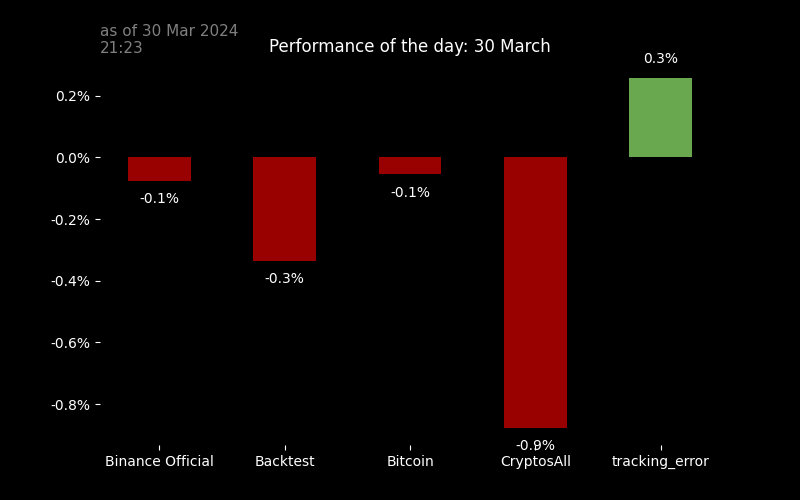 as of 30 Mar 2024
21:23
Performance of the day: 30 March
0.3%
0.2%
0.0%
-0.2%
-0.4%
-0.6%
-0.8%
-0.1%
-0.3%
-0.1%
-0.9%
Binance Official
Backtest
Bitcoin
CryptosAll
tracking_error